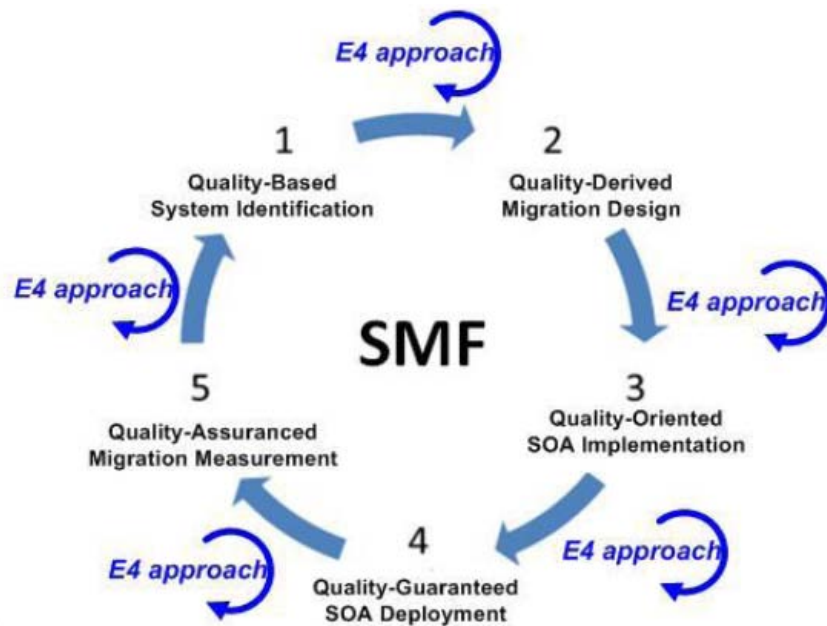 E4 approach
1
Quality-Based
System Identification
2
Quality-Derived
Migration Design
E4 approach
E4 approach
SMF
3
Quality-Oriented
SOA Implementation
5
Quality-Assuranced
Migration Measurement
4
Quality-Guaranteed
SOA Deployment
E4 approach
E4 approach